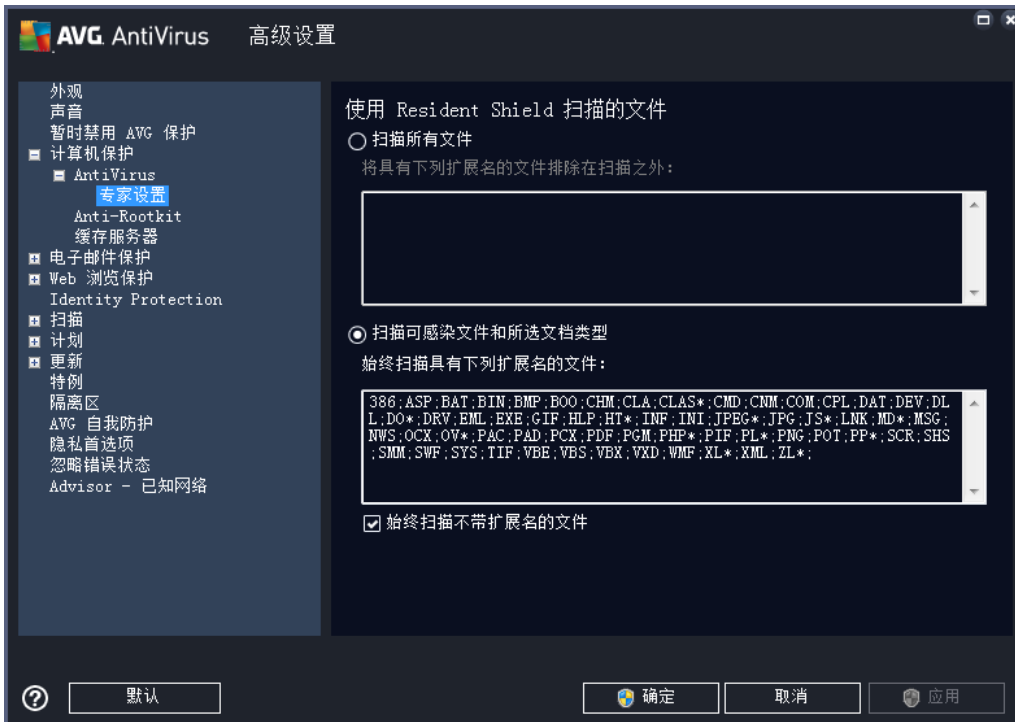 AVG AntiVirus 高级设置
外观
声音
暂时禁用 AVG 保护
计算机保护
AntiVirus
专家设置
Anti-Rootkit
缓存服务器
电子邮件保护
Web 浏览保护
Identity Protection
扫描
计划
更新
特例
隔离区
AVG 自我防护
隐私首选项
忽略错误状态
Advisor - 已知网络
使用 Resident Shield 扫描的文件
扫描所有文件
将具有下列扩展名的文件排除在扫描之外:
扫描可感染文件和所选文档类型
始终扫描具有下列扩展名的文件:
386;ASP;BAT;BIN;BMP;BOO;CHM;CLA;CLAS*;CMD;CNM;COM;CPL;DAT;DEV;DL
L;DO*;DRV;EML;EXE;GIF;HLP;HT*;INF;INI;JPEG*;JPG;JS*;LNK;MD*;MSG;
NWS;OCX;OV*;PAC;PAD;PCX;PDF;PGM;PHP*;PIF;PL*;PNG;POT;PP*;SCR;SHS
;SMM;SWF;SYS;TIF;VBE;VBS;VBX;VXD;WMF;XL*;XML;ZL*;
始终扫描不带扩展名的文件
?
默认
确定
取消
应用